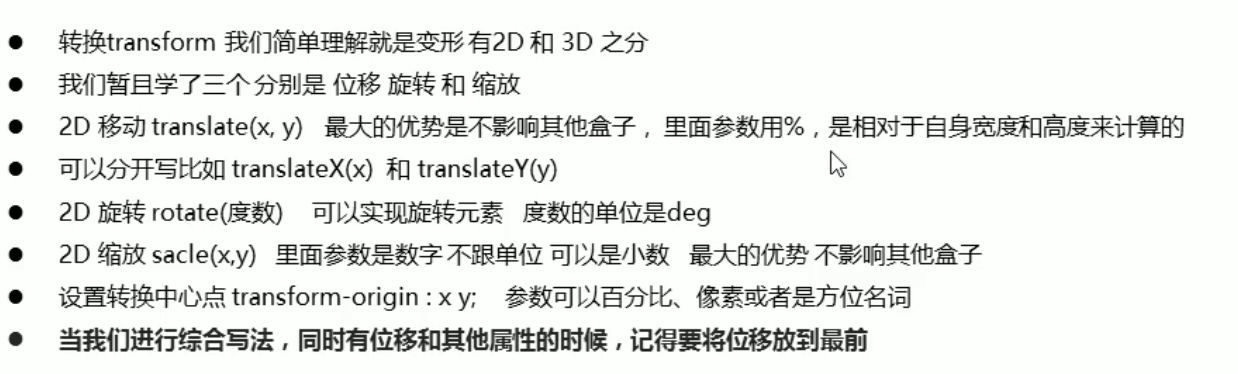 ● 转换transform 我们简单理解就是变形 有2D 和 3D 之分
● 我们暂且学了三个 分别是 位移 旋转 和 缩放
● 2D 移动 translate(x, y) 最大的优势是不影响其他盒子，里面参数用%，是相对于自身宽度和高度来计算的
● 可以分开写比如 translateX(x) 和 translateY(y)
● 2D 旋转 rotate(度数) 可以实现旋转元素 度数的单位是deg
● 2D 缩放 sacle(x,y) 里面参数是数字 不跟单位 可以是小数 最大的优势 不影响其他盒子
● 设置转换中心点 transform-origin : x y; 参数可以百分比、像素或者是方位名词
● 当我们进行综合写法，同时有位移和其他属性的时候，记得要将位移放到最前